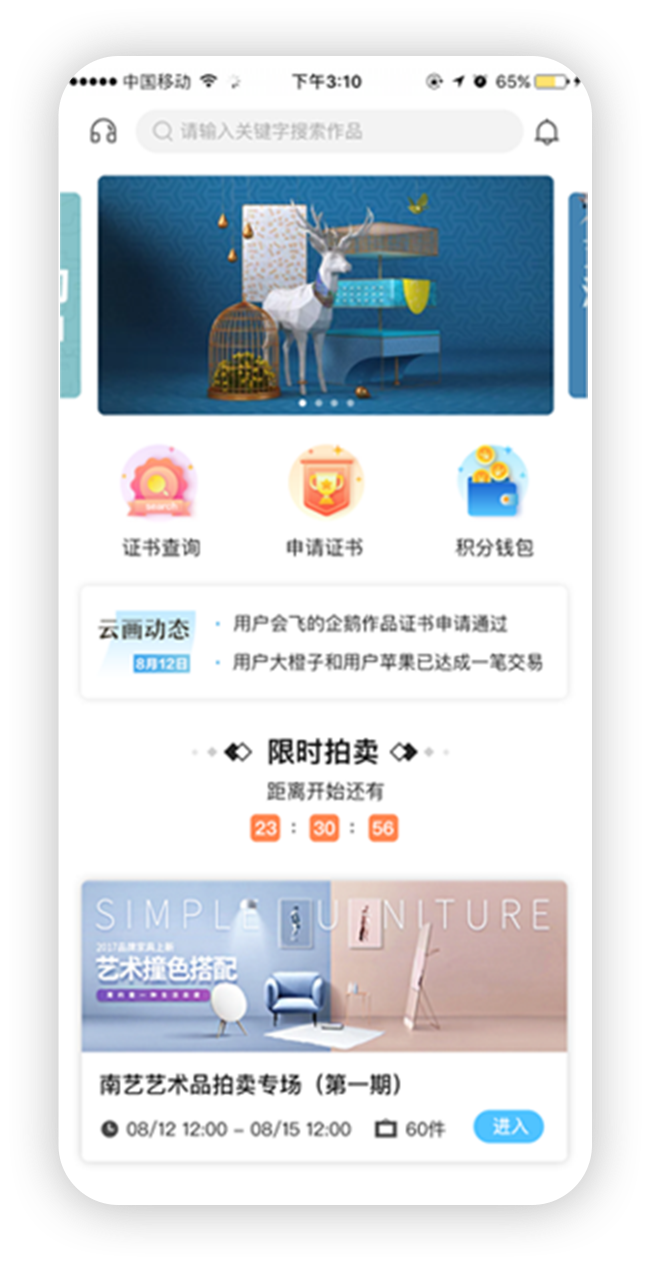 中国移动 下午3:10 65%
请输入关键字搜索作品
search
证书查询 申请证书 积分钱包
云画动态
8月12日
· 用户会飞的企鹅作品证书申请通过
· 用户大橙子和用户苹果已达成一笔交易
限时拍卖
距离开始还有
23 : 30 : 56
SIMPLE FURNITURE
2017品牌家具上新
艺术撞色搭配
南艺艺术品拍卖专场（第一期）
08/12 12:00 - 08/15 12:00 60件 进入